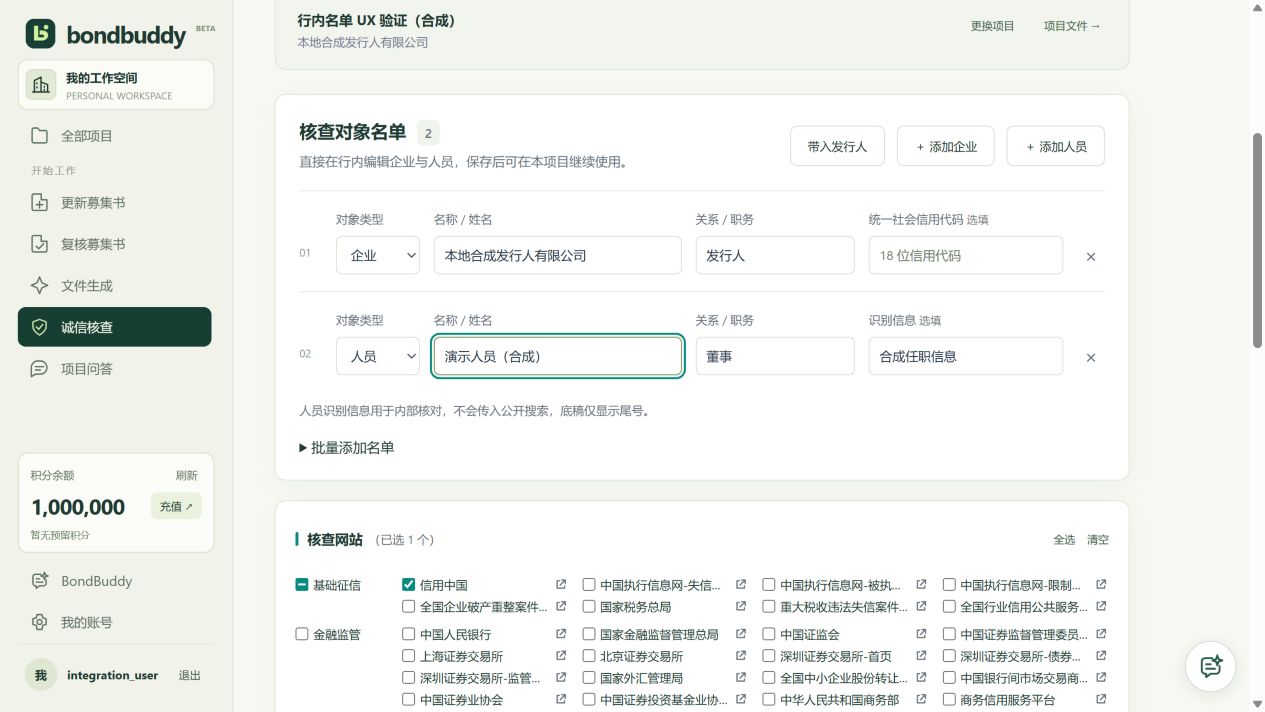 bondbuddy BETA
我的工作空间
PERSONAL WORKSPACE
全部项目
开始工作
更新募集书
复核募集书
文件生成
诚信核查
项目问答
积分余额 刷新
1,000,000 充值 ↗
暂无预留积分
BondBuddy
我的账号
我 integration_user 退出
行内名单 UX 验证（合成）
本地合成发行人有限公司
更换项目 项目文件 →
核查对象名单 2
直接在行内编辑企业与人员，保存后可在本项目继续使用。
带入发行人 + 添加企业 + 添加人员
对象类型 名称 / 姓名 关系 / 职务 统一社会信用代码 选填
01 企业 本地合成发行人有限公司 发行人 18 位信用代码 ×
对象类型 名称 / 姓名 关系 / 职务 识别信息 选填
02 人员 演示人员（合成） 董事 合成任职信息 ×
人员识别信息用于内部核对，不会传入公开搜索，底稿仅显示尾号。
▶ 批量添加名单
核查网站 （已选 1 个） 全选 清空
基础征信 信用中国 中国执行信息网-失信... 中国执行信息网-被执... 中国执行信息网-限制...
全国企业破产重整案件... 国家税务总局 重大税收违法失信案件... 全国行业信用公共服务...
金融监管 中国人民银行 国家金融监督管理总局 中国证监会 中国证券监督管理委员...
上海证券交易所 北京证券交易所 深圳证券交易所-首页 深圳证券交易所-债券...
深圳证券交易所-监管... 国家外汇管理局 全国中小企业股份转让... 中国银行间市场交易商...
中国证券业协会 中国证券投资基金业协... 中华人民共和国商务部 商务信用服务平台